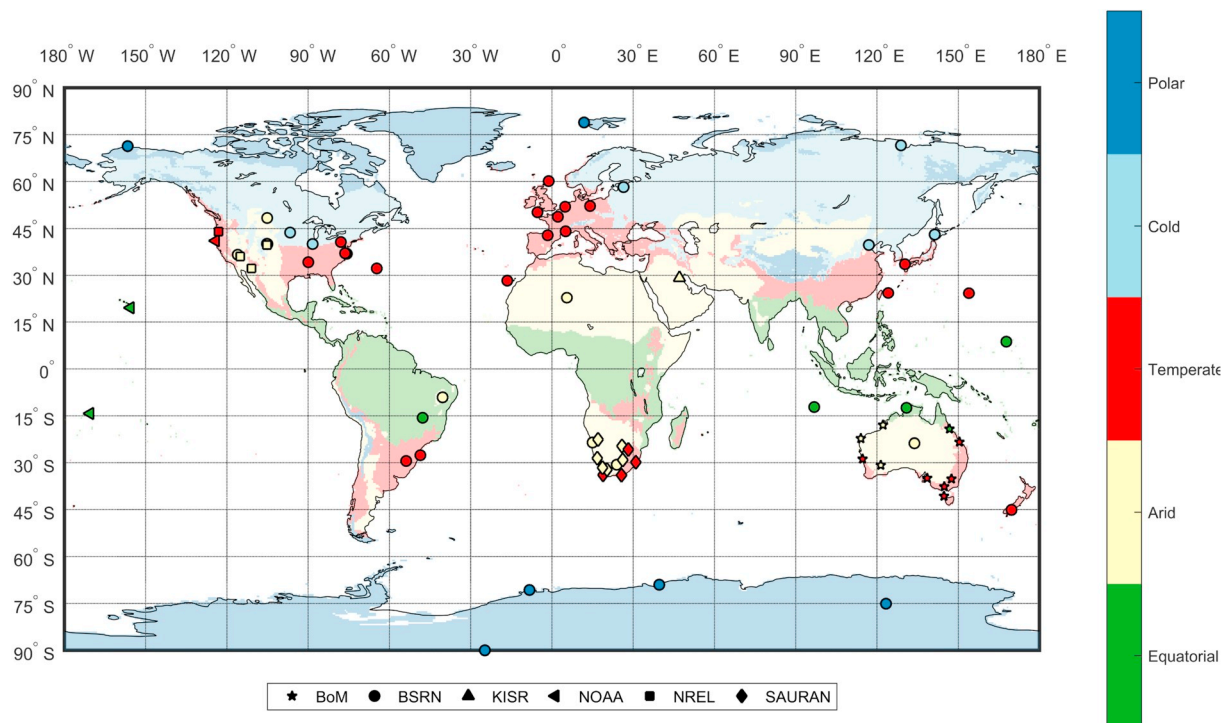 180° W 150° W 120° W 90° W 60° W 30° W 0° 30° E 60° E 90° E 120° E 150° E 180° E
90° N
75° N
60° N
45° N
30° N
15° N
0°
15° S
30° S
45° S
60° S
75° S
90° S
Polar
Cold
Temperate
Arid
Equatorial
BoM BSRN KISR NOAA NREL SAURAN